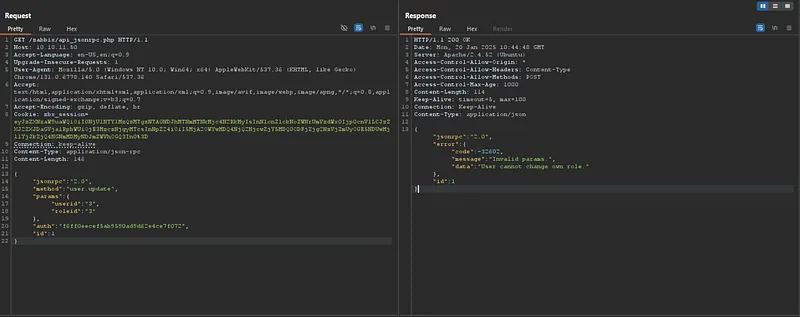 Request
Pretty Raw Hex
1 GET /zabbix/api_jsonrpc.php HTTP/1.1
2 Host: 10.10.11.50
3 Accept-Language: en-US,en;q=0.9
4 Upgrade-Insecure-Requests: 1
5 User-Agent: Mozilla/5.0 (Windows NT 10.0; Win64; x64) AppleWebKit/537.36 (KHTML, like Gecko)
Chrome/131.0.6778.140 Safari/537.36
6 Accept:
text/html,application/xhtml+xml,application/xml;q=0.9,image/avif,image/webp,image/apng,*/*;q=0.8,appl
ication/signed-exchange;v=b3;q=0.7
7 Accept-Encoding: gzip, deflate, br
8 Cookie: zbx_session=
9 Connection: keep-alive
10 Content-Type: application/json-rpc
11 Content-Length: 146
12
13 {
14 "jsonrpc":"2.0",
15 "method":"user.update",
16 "params":{
17 "userid":"3",
18 "roleid":"3"
19 },
20 "auth":
21 "id":1
22 }
Response
Pretty Raw Hex Render
1 HTTP/1.1 200 OK
2 Date: Mon, 20 Jan 2025 10:44:48 GMT
3 Server: Apache/2.4.52 (Ubuntu)
4 Access-Control-Allow-Origin: *
5 Access-Control-Allow-Headers: Content-Type
6 Access-Control-Allow-Methods: POST
7 Access-Control-Max-Age: 1000
8 Content-Length: 114
9 Keep-Alive: timeout=5, max=100
10 Connection: Keep-Alive
11 Content-Type: application/json
12
13 {
"jsonrpc":"2.0",
"error":{
"code":-32602,
"message":"Invalid params.",
"data":"User cannot change own role."
},
"id":1
}